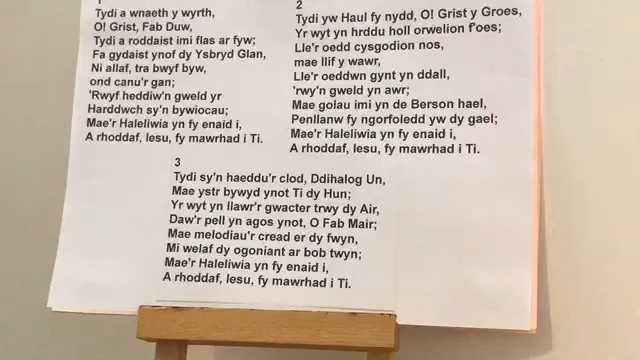 1
Tydi a wnaeth y wyrth,
O! Grist, Fab Duw,
Tydi a roddaist imi flas ar fyw;
Fa gydaist ynof dy Ysbryd Glan,
Ni allaf, tra bwyf byw,
ond canu'r gan;
'Rwyf heddiw'n gweld yr
Harddwch sy'n bywiocau;
Mae'r Haleliwia yn fy enaid i,
A rhoddaf, Iesu, fy mawrhad i Ti.
2
Tydi yw Haul fy nydd, O! Grist y Groes,
Yr wyt yn hrddu holl orwelion f'oes;
Lle'r oedd cysgodion nos,
mae llif y wawr,
Lle'r oeddwn gynt yn ddall,
'rwy'n gweld yn awr;
Mae golau imi yn de Berson hael,
Penllanw fy ngorfoledd yw dy gael;
Mae'r Haleliwia yn fy enaid i,
A rhoddaf, Iesu, fy mawrhad i Ti.
3
Tydi sy'n haeddu'r clod, Ddihalog Un,
Mae ystr bywyd ynot Ti dy Hun;
Yr wyt yn llawr'r gwacter trwy dy Air,
Daw'r pell yn agos ynot, O Fab Mair;
Mae melodiau'r cread er dy fwyn,
Mi welaf dy ogoniant ar bob twyn;
Mae'r Haleliwia yn fy enaid i,
A rhoddaf, Iesu, fy mawrhad i Ti.